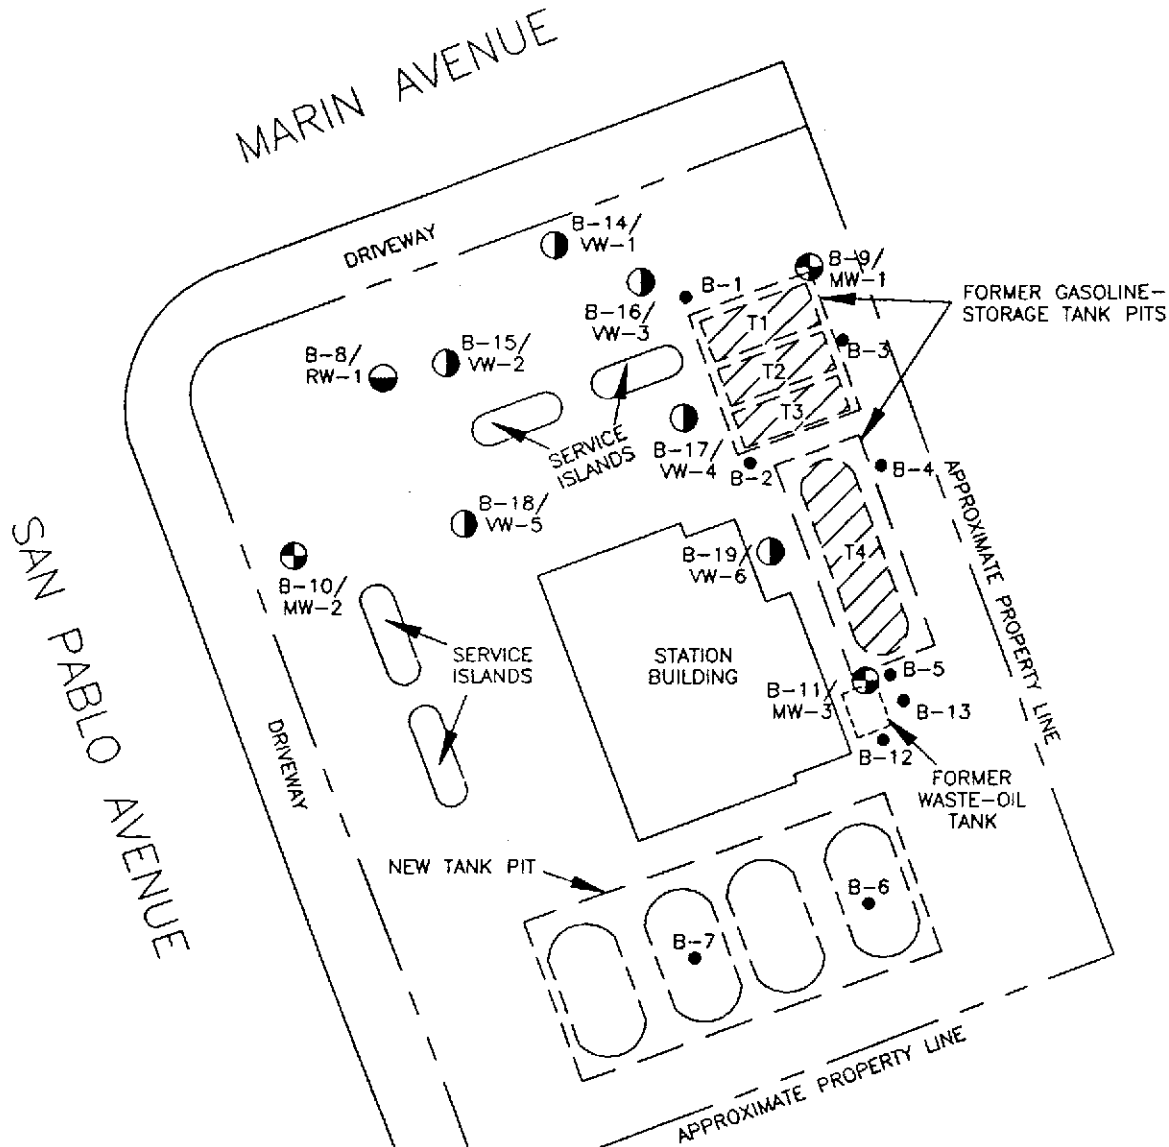 MARIN AVENUE
DRIVEWAY
B-14/
VW-1
B-9/
MW-1
B-1
B-16/
VW-3
FORMER GASOLINE-
STORAGE TANK PITS
T1
B-15/
VW-2
B-3
B-8/
RW-1
T2
T3
SERVICE
ISLANDS
B-17/
VW-4
B-2
B-4
APPROXIMATE PROPERTY LINE
B-18/
VW-5
T4
B-19/
VW-6
SAN PABLO AVENUE
B-10/
MW-2
SERVICE
ISLANDS
STATION
BUILDING
B-11/
MW-3
B-5
B-13
DRIVEWAY
B-12
FORMER
WASTE-OIL
TANK
NEW TANK PIT
B-6
B-7
APPROXIMATE PROPERTY LINE